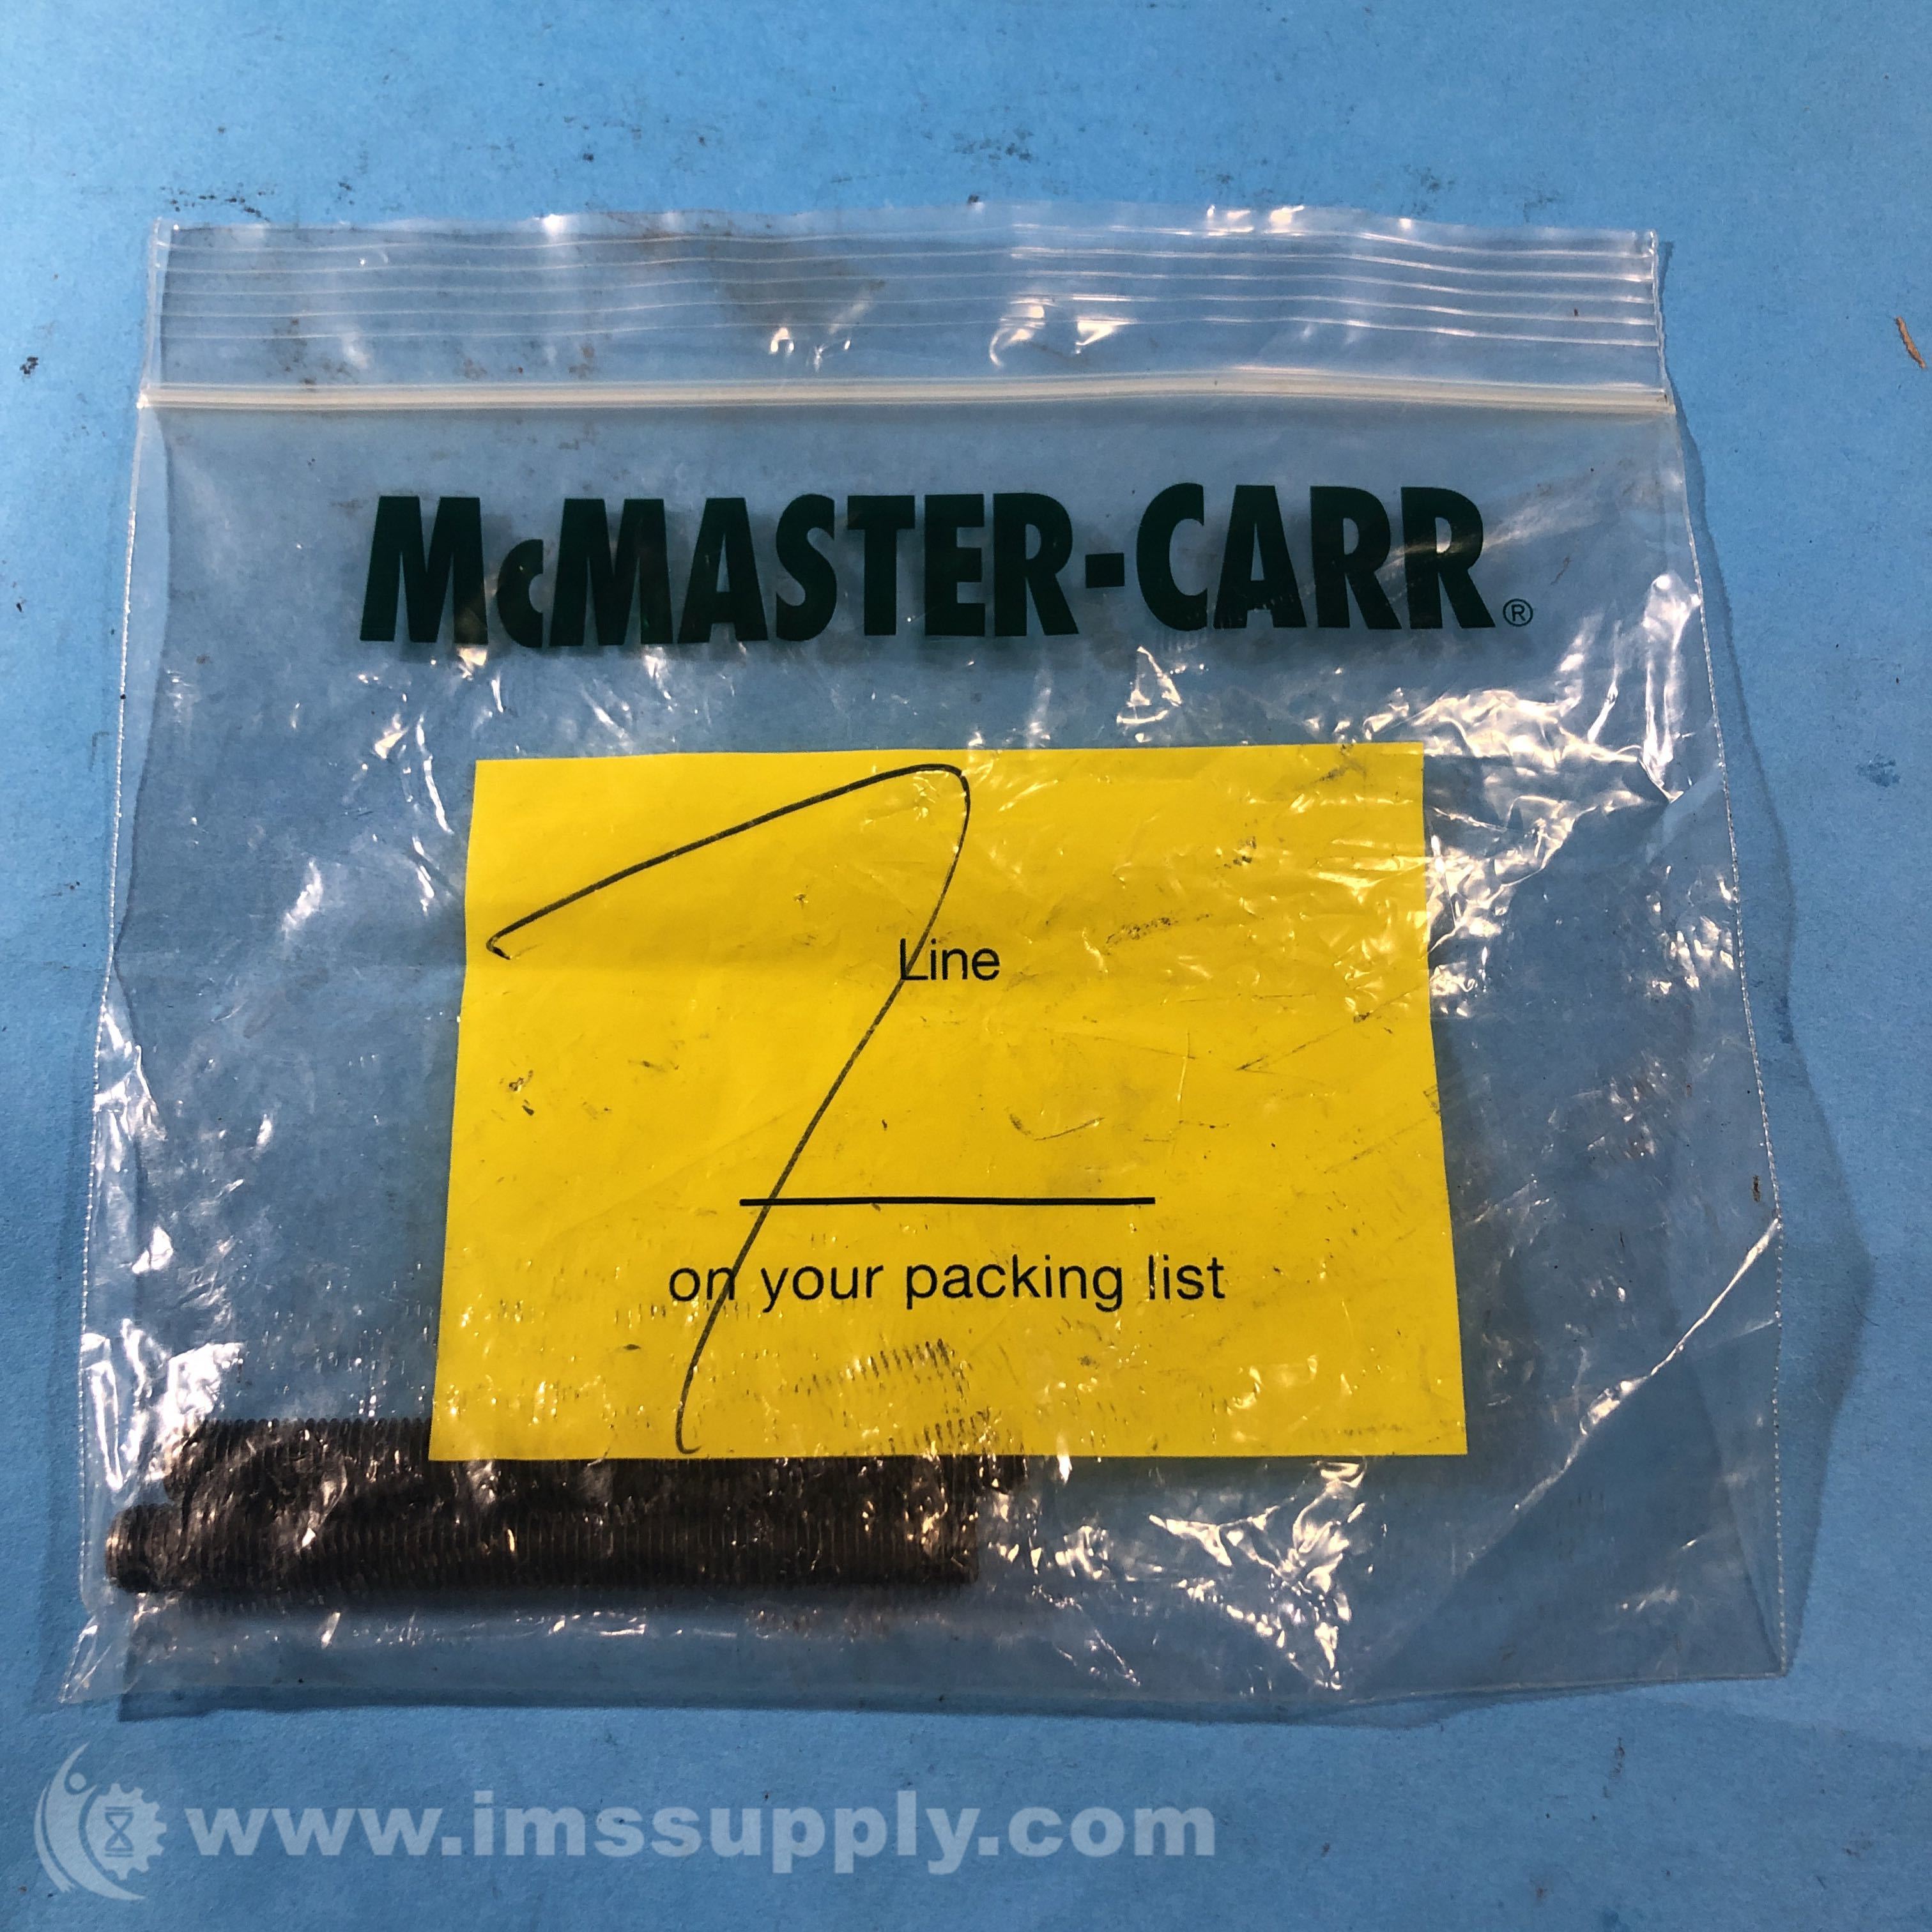 McMASTER-CARR®
7
Line
on your packing list
www.imssupply.com